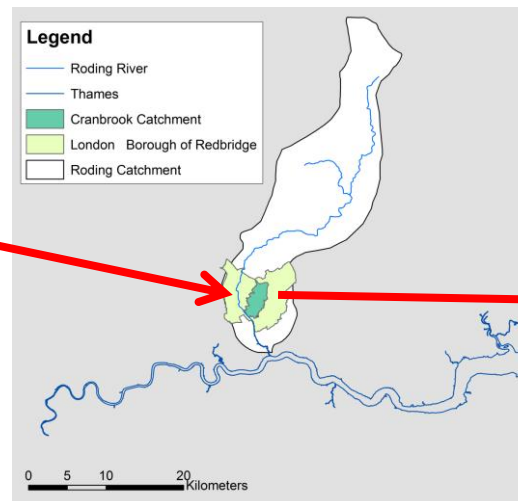 Legend
Roding River
Thames
Cranbrook Catchment
London Borough of Redbridge
Roding Catchment
0 5 10 20
Kilometers